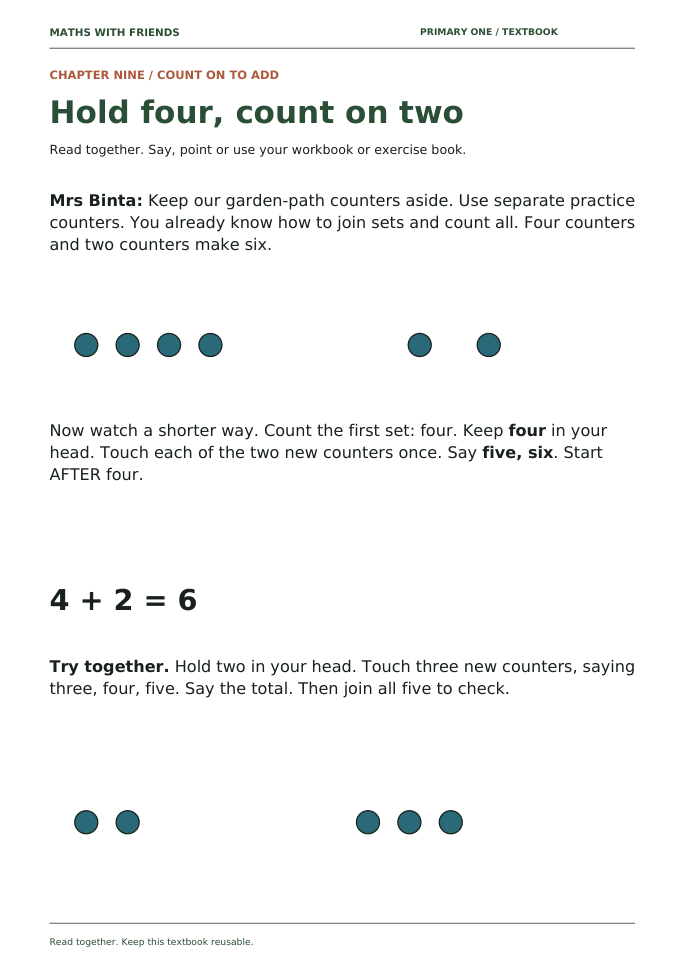 MATHS WITH FRIENDS
PRIMARY ONE / TEXTBOOK
CHAPTER NINE / COUNT ON TO ADD
Hold four, count on two
Read together. Say, point or use your workbook or exercise book.
Mrs Binta: Keep our garden-path counters aside. Use separate practice
counters. You already know how to join sets and count all. Four counters
and two counters make six.
Now watch a shorter way. Count the first set: four. Keep four in your
head. Touch each of the two new counters once. Say five, six. Start
AFTER four.
4 + 2 = 6
Try together. Hold two in your head. Touch three new counters, saying
three, four, five. Say the total. Then join all five to check.
Read together. Keep this textbook reusable.